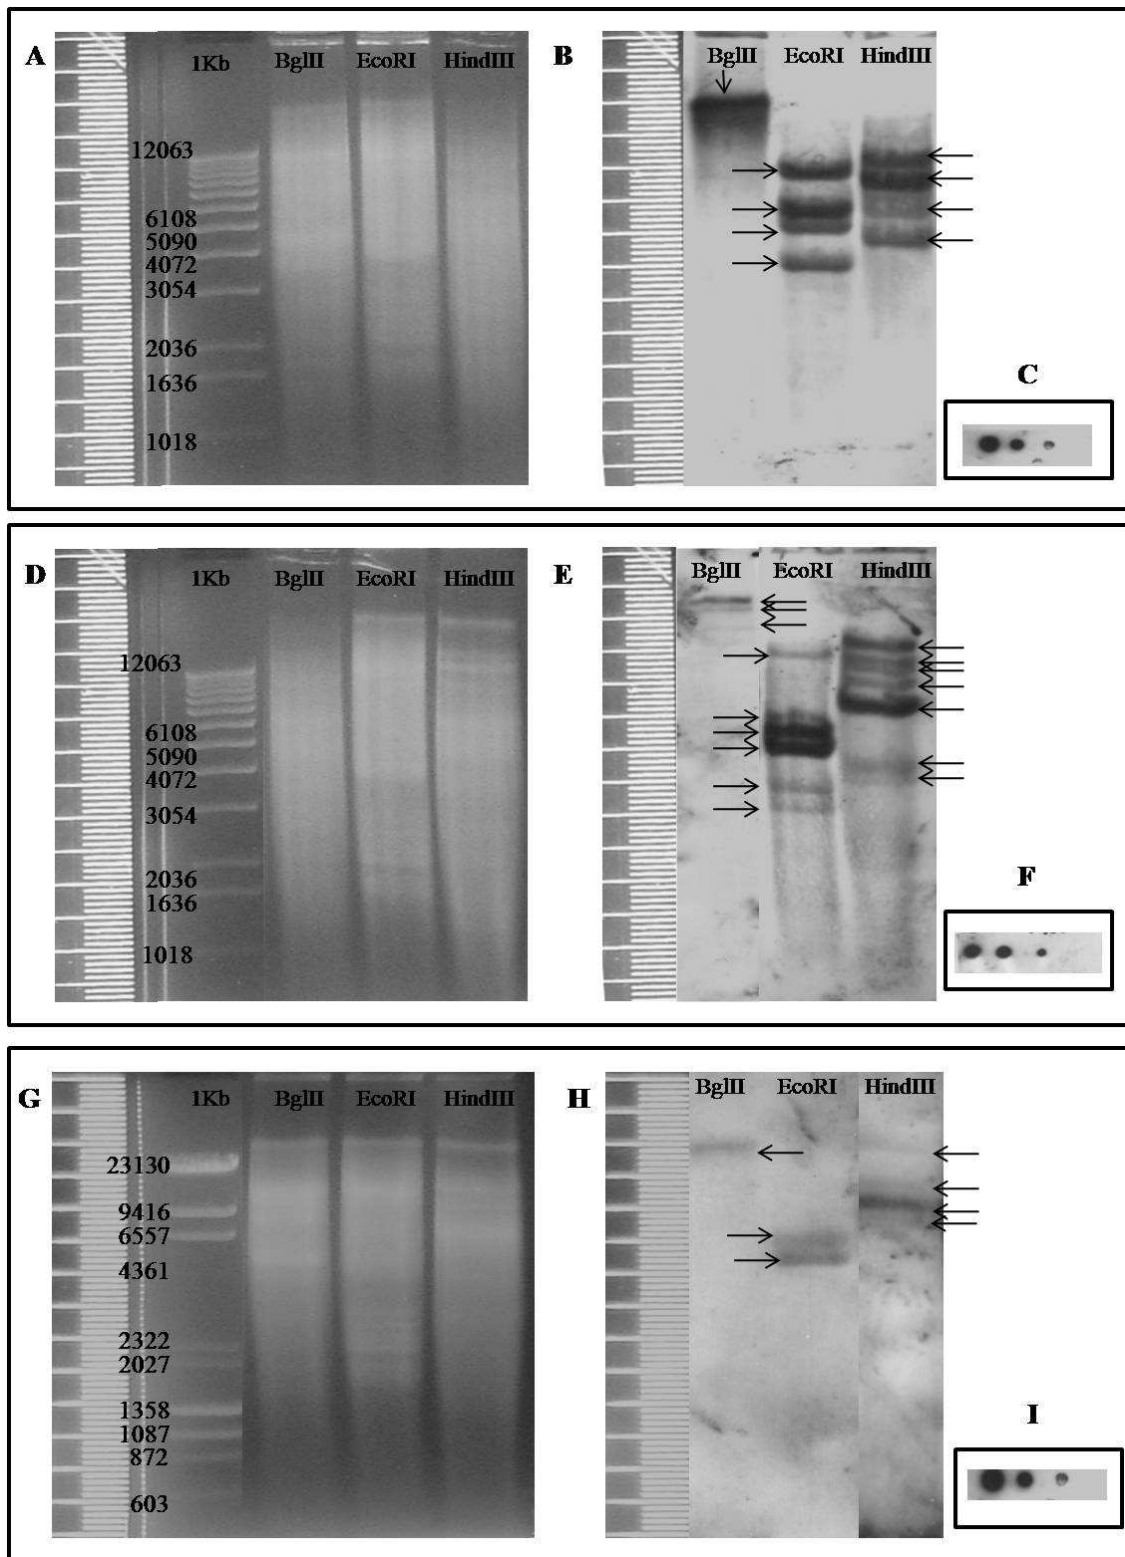 A
1Kb
BglII
EcoRI
HindIII
12063
6108
5090
4072
3054
2036
1636
1018
B
BglII
EcoRI
HindIII
C
D
1Kb
BglII
EcoRI
HindIII
12063
6108
5090
4072
3054
2036
1636
1018
E
BglII
EcoRI
HindIII
F
G
1Kb
BglII
EcoRI
HindIII
23130
9416
6557
4361
2322
2027
1358
1087
872
603
H
BglII
EcoRI
HindIII
I